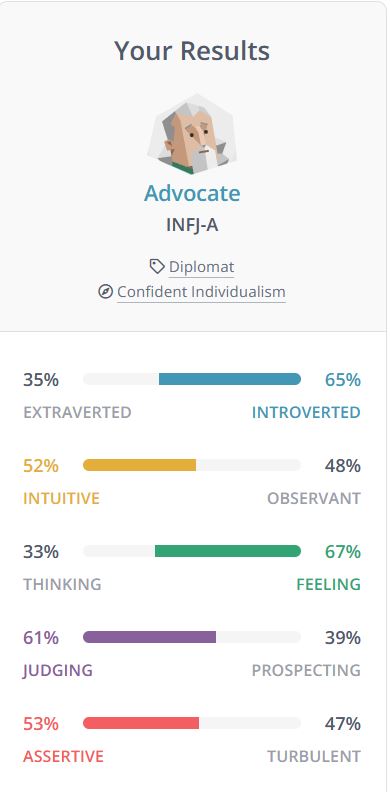 Your Results
Advocate
INFJ-A
Diplomat
Confident Individualism
35% 65%
EXTRAVERTED INTROVERTED
52% 48%
INTUITIVE OBSERVANT
33% 67%
THINKING FEELING
61% 39%
JUDGING PROSPECTING
53% 47%
ASSERTIVE TURBULENT